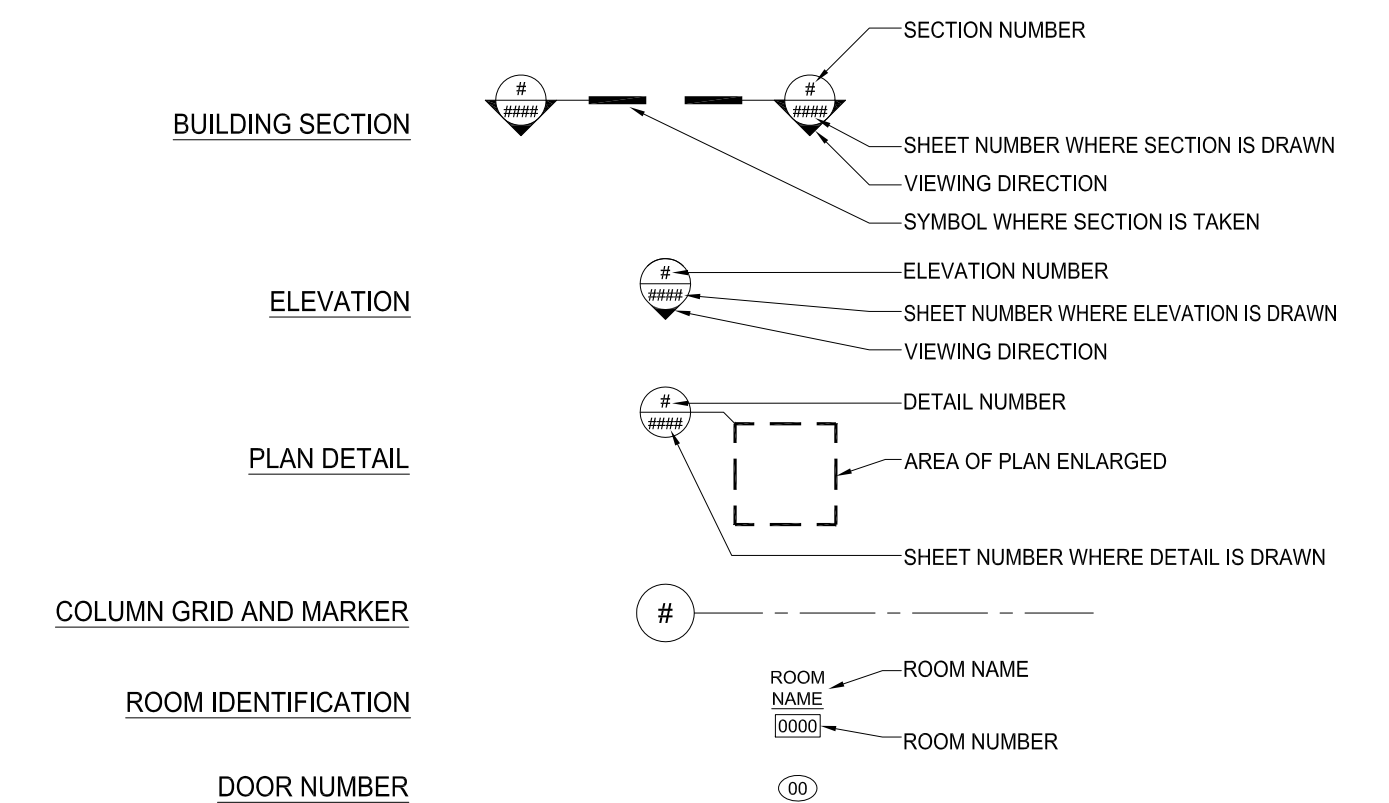 SECTION NUMBER
# #
#### ####
BUILDING SECTION
SHEET NUMBER WHERE SECTION IS DRAWN
VIEWING DIRECTION
SYMBOL WHERE SECTION IS TAKEN
ELEVATION
#
####
ELEVATION NUMBER
SHEET NUMBER WHERE ELEVATION IS DRAWN
VIEWING DIRECTION
PLAN DETAIL
#
####
DETAIL NUMBER
AREA OF PLAN ENLARGED
SHEET NUMBER WHERE DETAIL IS DRAWN
COLUMN GRID AND MARKER
#
ROOM IDENTIFICATION
ROOM
NAME
0000
ROOM NAME
ROOM NUMBER
DOOR NUMBER
00